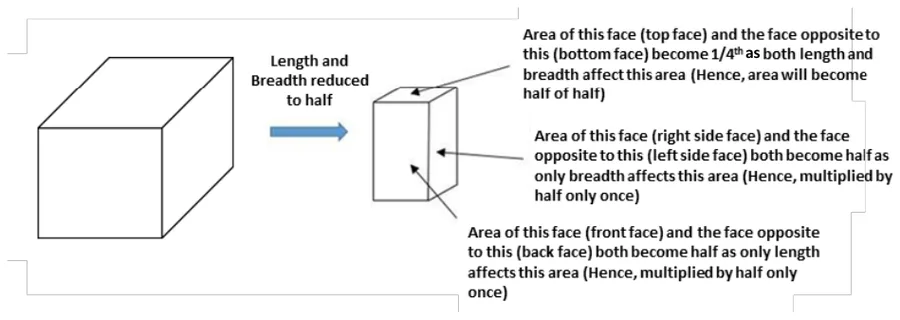 Length and
Breadth reduced
to half
Area of this face (top face) and the face opposite to
this (bottom face) become 1/4th as both length and
breadth affect this area (Hence, area will become
half of half)
Area of this face (right side face) and the face
opposite to this (left side face) both become half as
only breadth affects this area (Hence, multiplied by
half only once)
Area of this face (front face) and the face opposite
to this (back face) both become half as only length
affects this area (Hence, multiplied by half only
once)